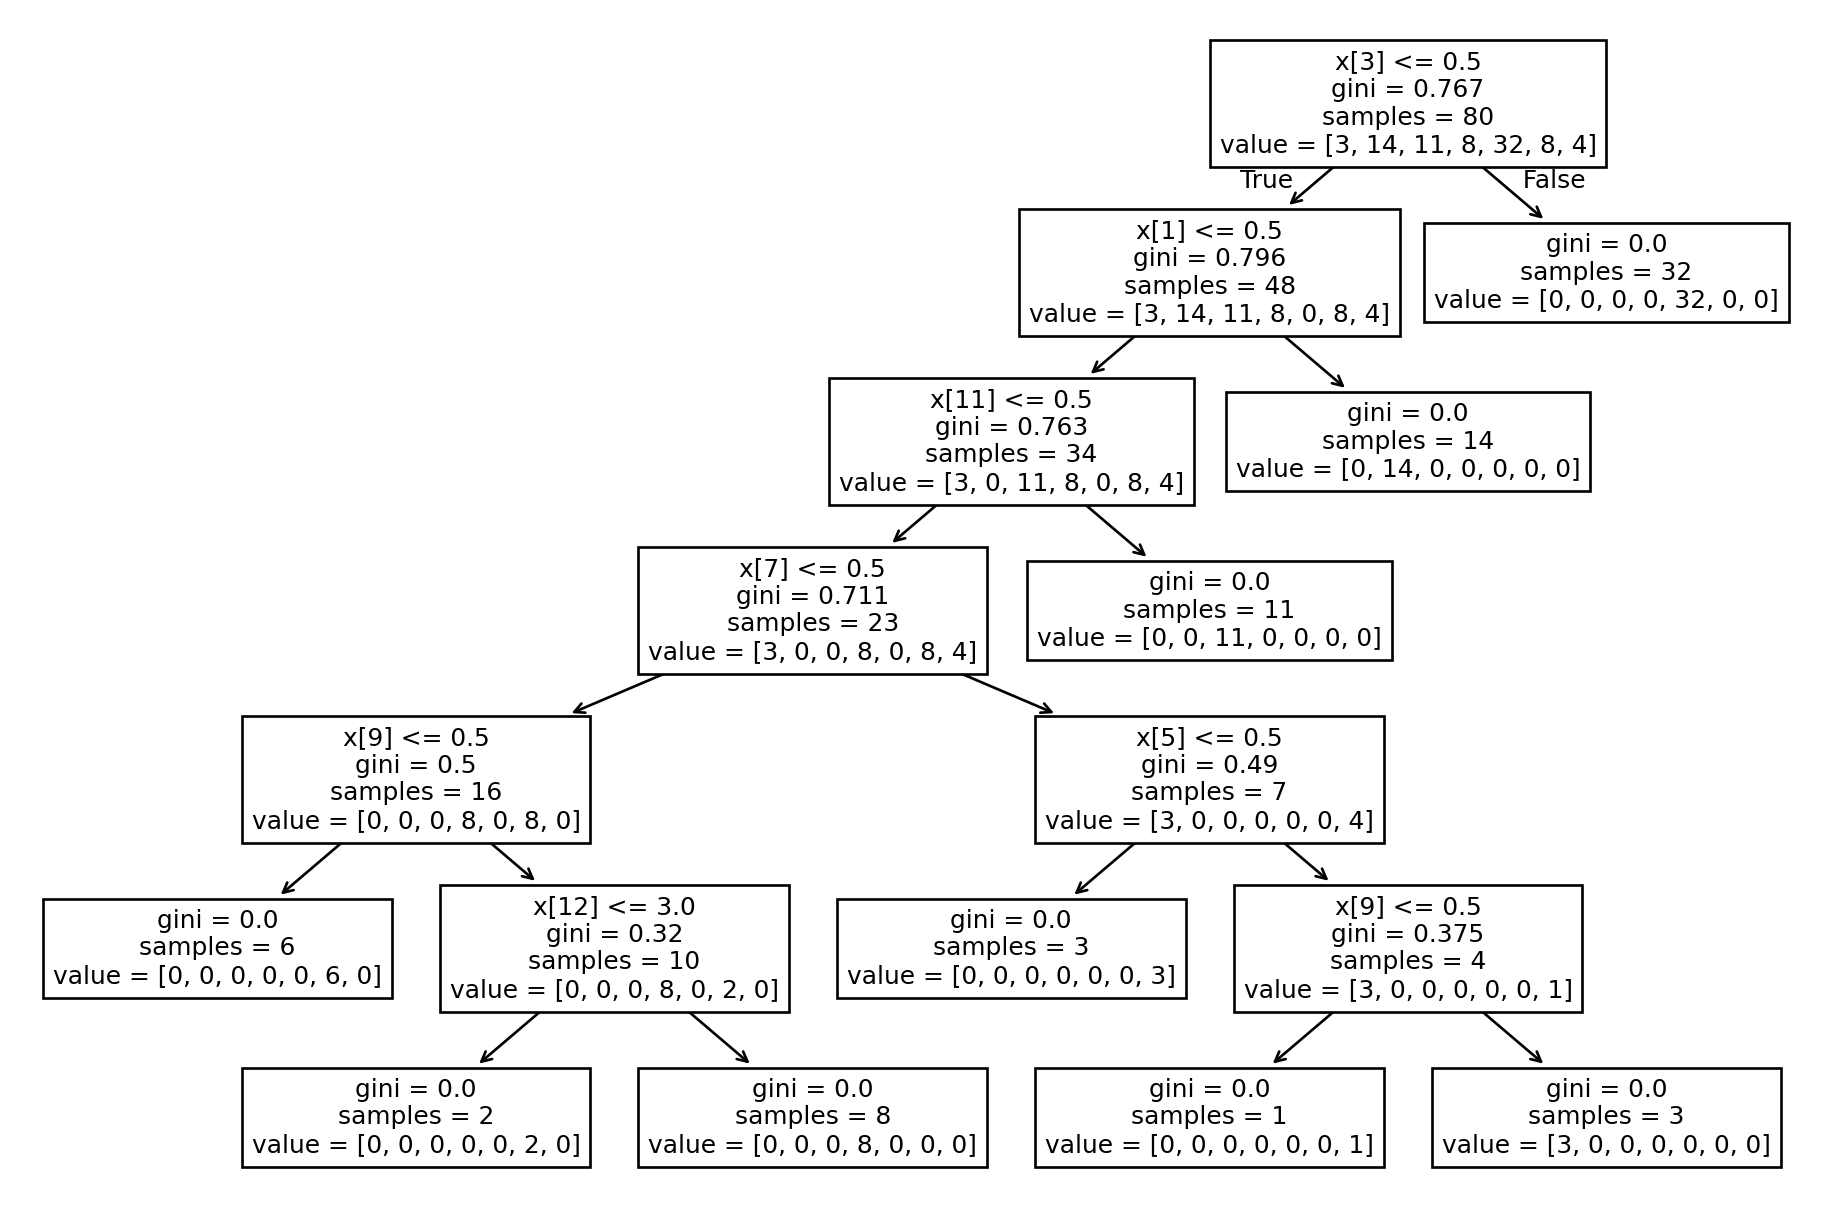 x[3] <= 0.5
gini = 0.767
samples = 80
value = [3, 14, 11, 8, 32, 8, 4]
True
False
x[1] <= 0.5
gini = 0.796
samples = 48
value = [3, 14, 11, 8, 0, 8, 4]
gini = 0.0
samples = 32
value = [0, 0, 0, 0, 32, 0, 0]
x[11] <= 0.5
gini = 0.763
samples = 34
value = [3, 0, 11, 8, 0, 8, 4]
gini = 0.0
samples = 14
value = [0, 14, 0, 0, 0, 0, 0]
x[7] <= 0.5
gini = 0.711
samples = 23
value = [3, 0, 0, 8, 0, 8, 4]
gini = 0.0
samples = 11
value = [0, 0, 11, 0, 0, 0, 0]
x[9] <= 0.5
gini = 0.5
samples = 16
value = [0, 0, 0, 8, 0, 8, 0]
x[5] <= 0.5
gini = 0.49
samples = 7
value = [3, 0, 0, 0, 0, 0, 4]
gini = 0.0
samples = 6
value = [0, 0, 0, 0, 0, 6, 0]
x[12] <= 3.0
gini = 0.32
samples = 10
value = [0, 0, 0, 8, 0, 2, 0]
gini = 0.0
samples = 3
value = [0, 0, 0, 0, 0, 0, 3]
x[9] <= 0.5
gini = 0.375
samples = 4
value = [3, 0, 0, 0, 0, 0, 1]
gini = 0.0
samples = 2
value = [0, 0, 0, 0, 0, 2, 0]
gini = 0.0
samples = 8
value = [0, 0, 0, 8, 0, 0, 0]
gini = 0.0
samples = 1
value = [0, 0, 0, 0, 0, 0, 1]
gini = 0.0
samples = 3
value = [3, 0, 0, 0, 0, 0, 0]